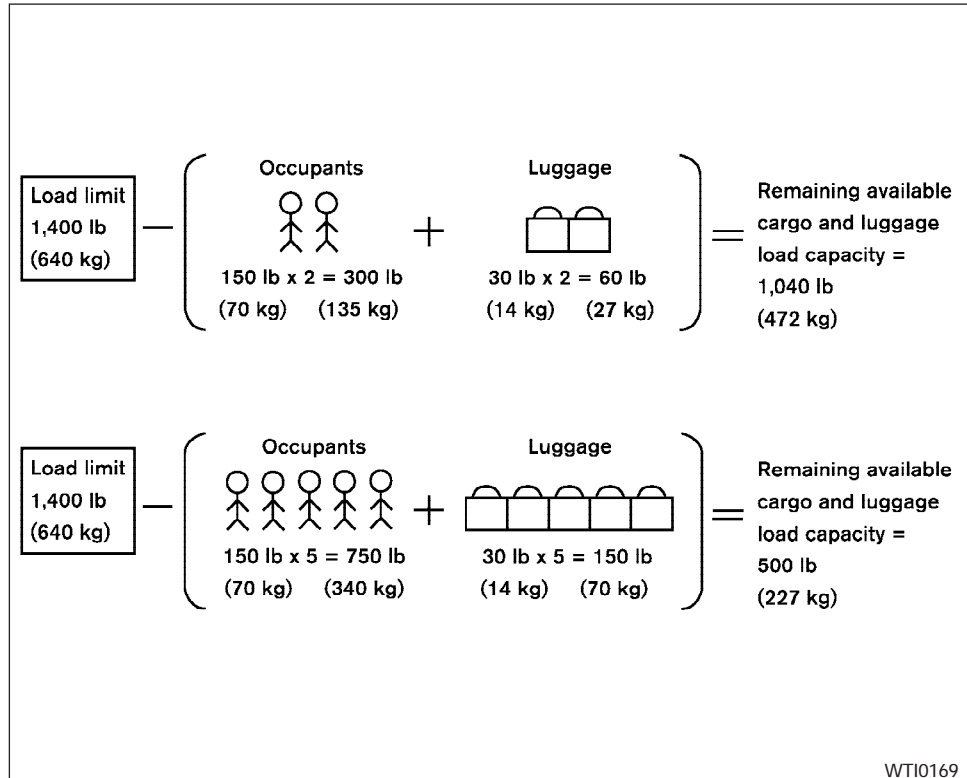 Occupants
Luggage
Load limit
1,400 lb
(640 kg)
150 lb x 2 = 300 lb
(70 kg) (135 kg)
+
30 lb x 2 = 60 lb
(14 kg) (27 kg)
=
Remaining available
cargo and luggage
load capacity =
1,040 lb
(472 kg)
Occupants
Luggage
Load limit
1,400 lb
(640 kg)
150 lb x 5 = 750 lb
(70 kg) (340 kg)
+
30 lb x 5 = 150 lb
(14 kg) (70 kg)
=
Remaining available
cargo and luggage
load capacity =
500 lb
(227 kg)
WTI0169